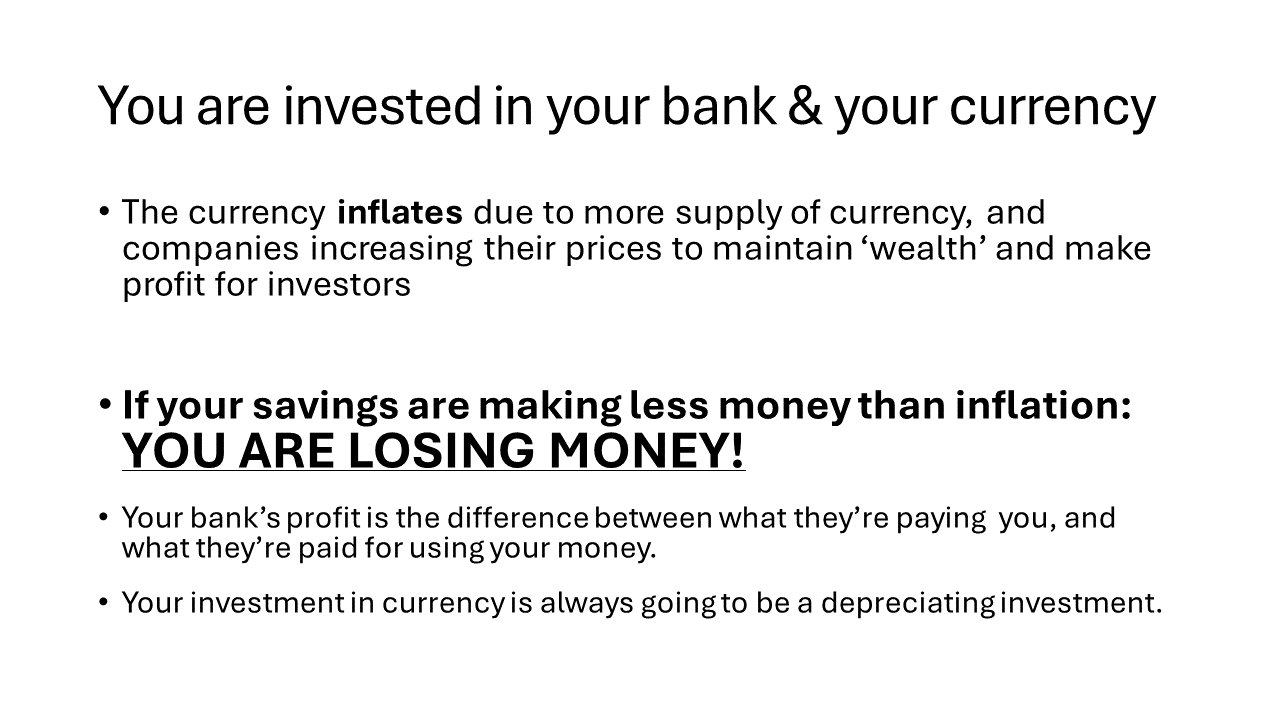 You are invested in your bank & your currency
• The currency inflates due to more supply of currency, and
companies increasing their prices to maintain ‘wealth’ and make
profit for investors
• If your savings are making less money than inflation:
YOU ARE LOSING MONEY!
• Your bank’s profit is the difference between what they’re paying you, and
what they’re paid for using your money.
• Your investment in currency is always going to be a depreciating investment.